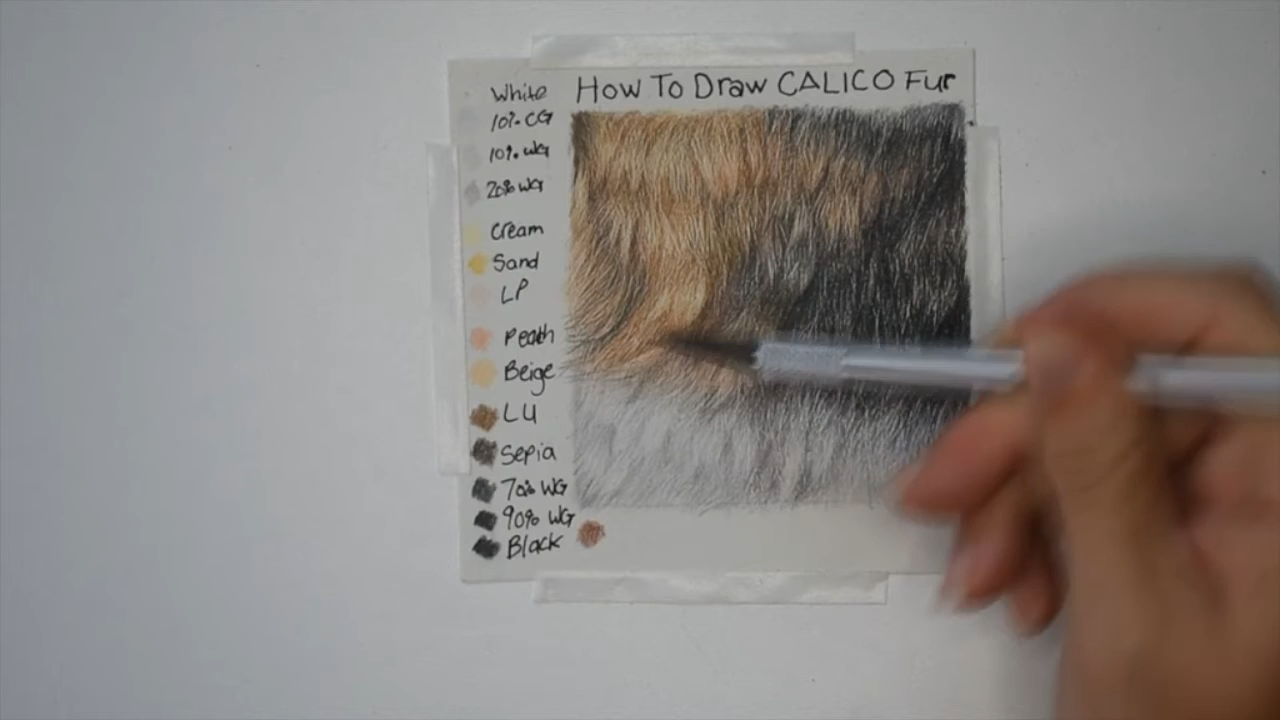 How To Draw CALICO Fur
White
10% CG
10% WG
20% WG
Cream
Sand
LP
Peach
Beige
LU
Sepia
70% WG
90% WG
Black